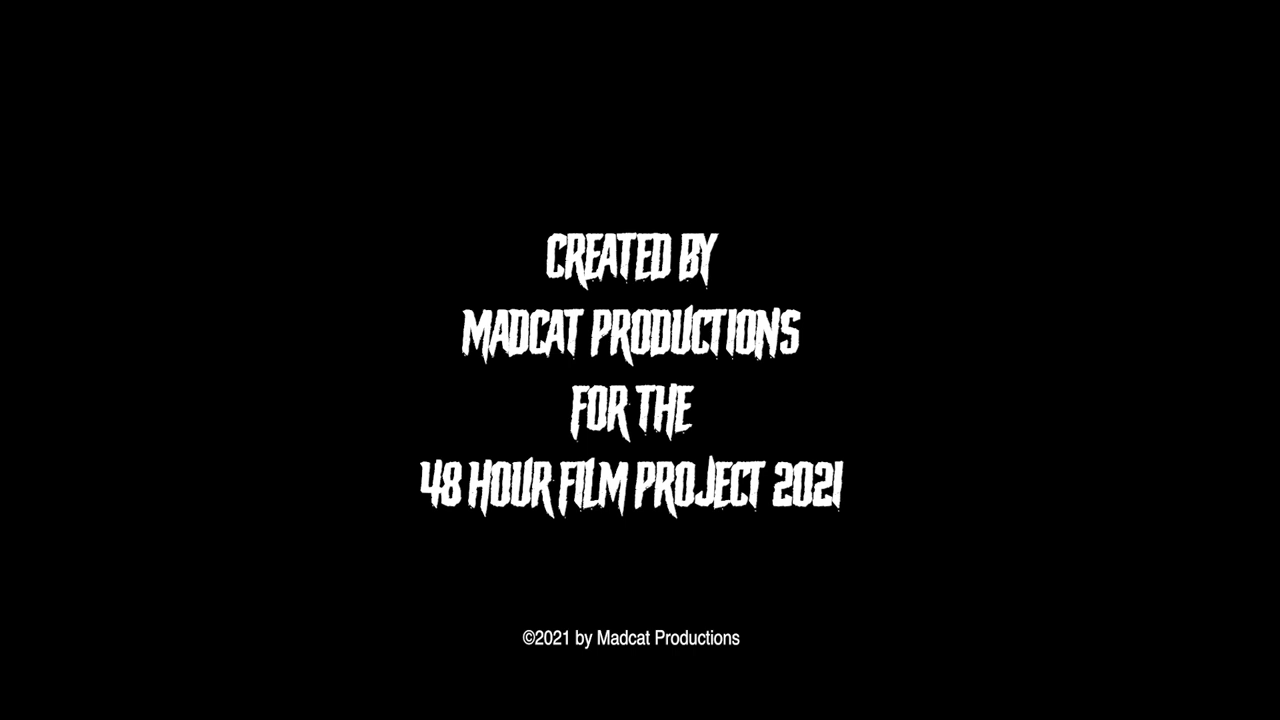 CREATED BY
MADCAT PRODUCTIONS
FOR THE
48 HOUR FILM PROJECT 2021
©2021 by Madcat Productions